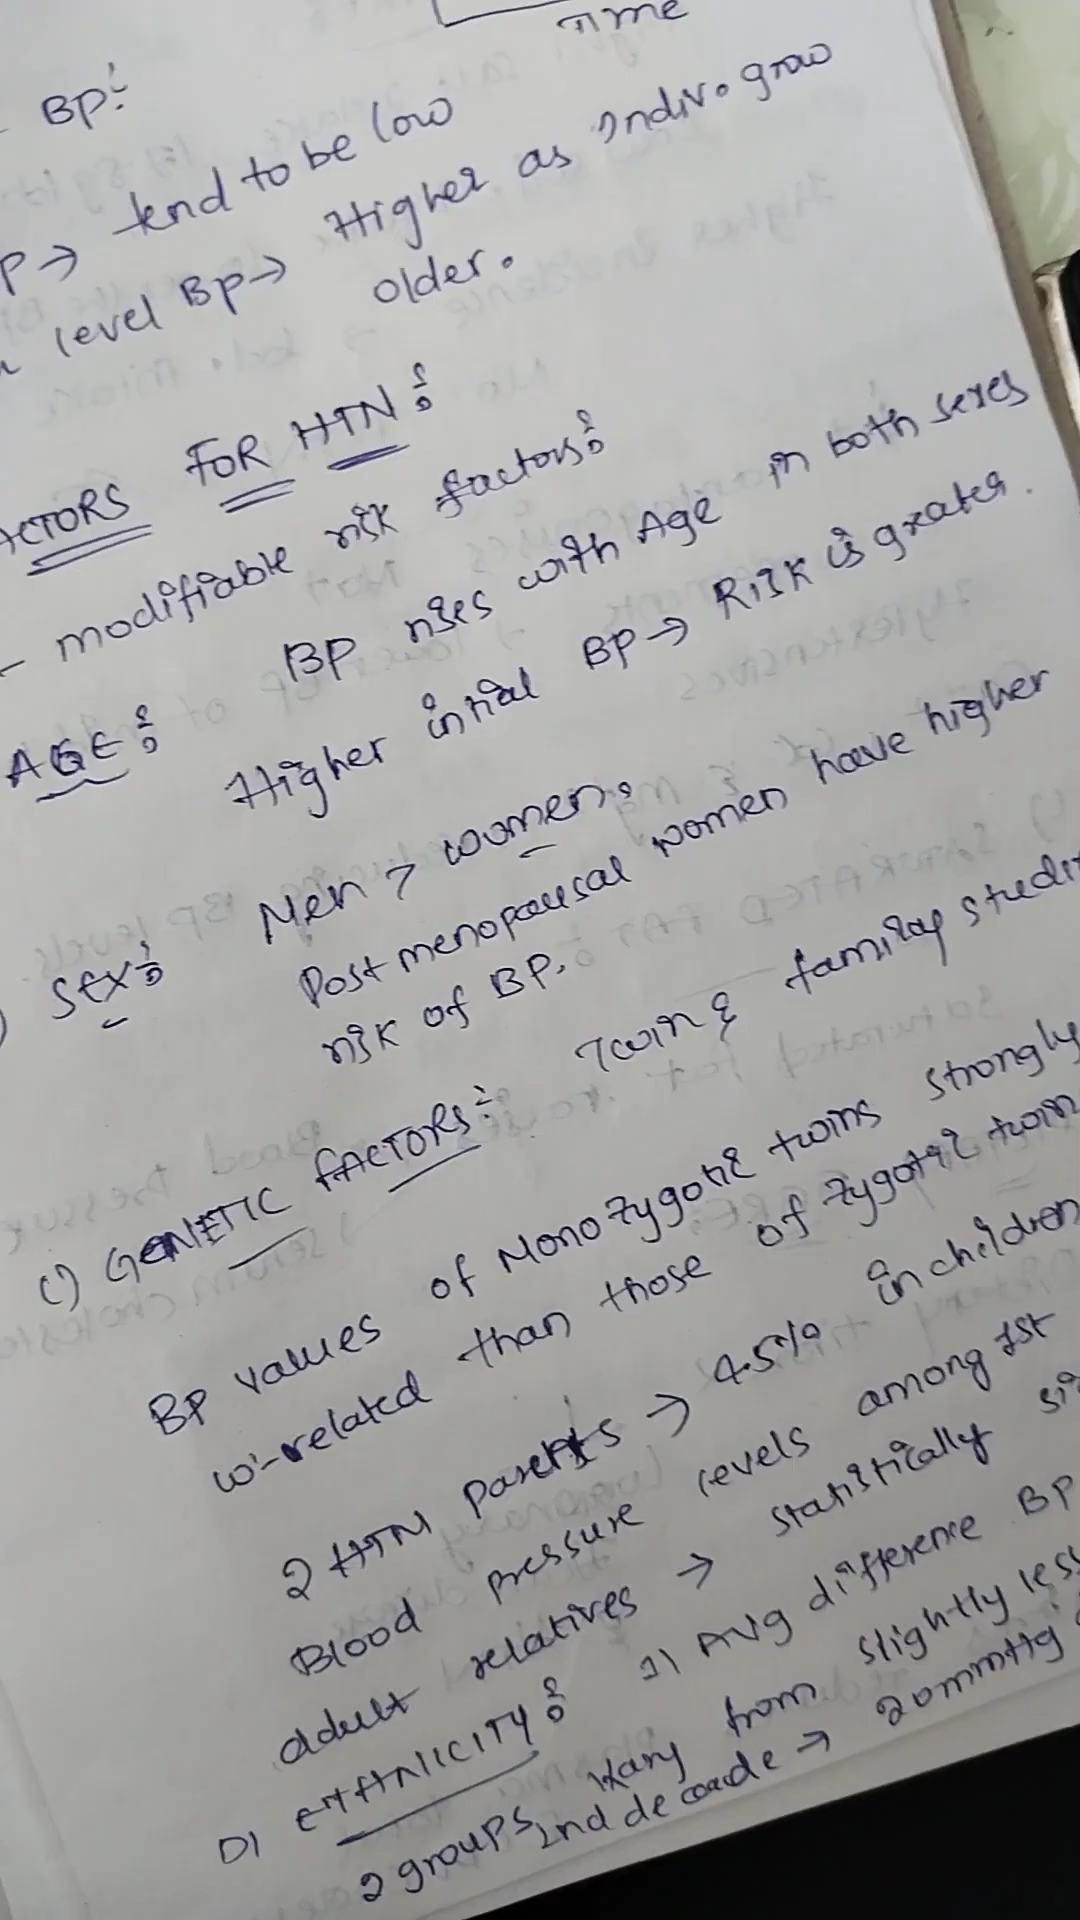 Time
BP:
P → tend to be low
level BP → Higher as Indiv. grow
older.
ACTORS FOR HTN:
- modifiable risk factors:
AGE: BP rises with Age in both sexes
Higher initial BP → Risk is greater.
) Sex: Men > women.
Post menopausal women have higher
risk of BP.
C) GENETIC FACTORS: Twin & family studi
BP values of Monozygotic twins strongly
co-related than those of zygotic twin
2 HTN parents → 45% in children
Blood pressure levels among 1st
adult relatives → statistically si
D) ETHNICITY: 1) Avg difference BP
2 groups vary from slightly less
2nd decade → 20mmHg